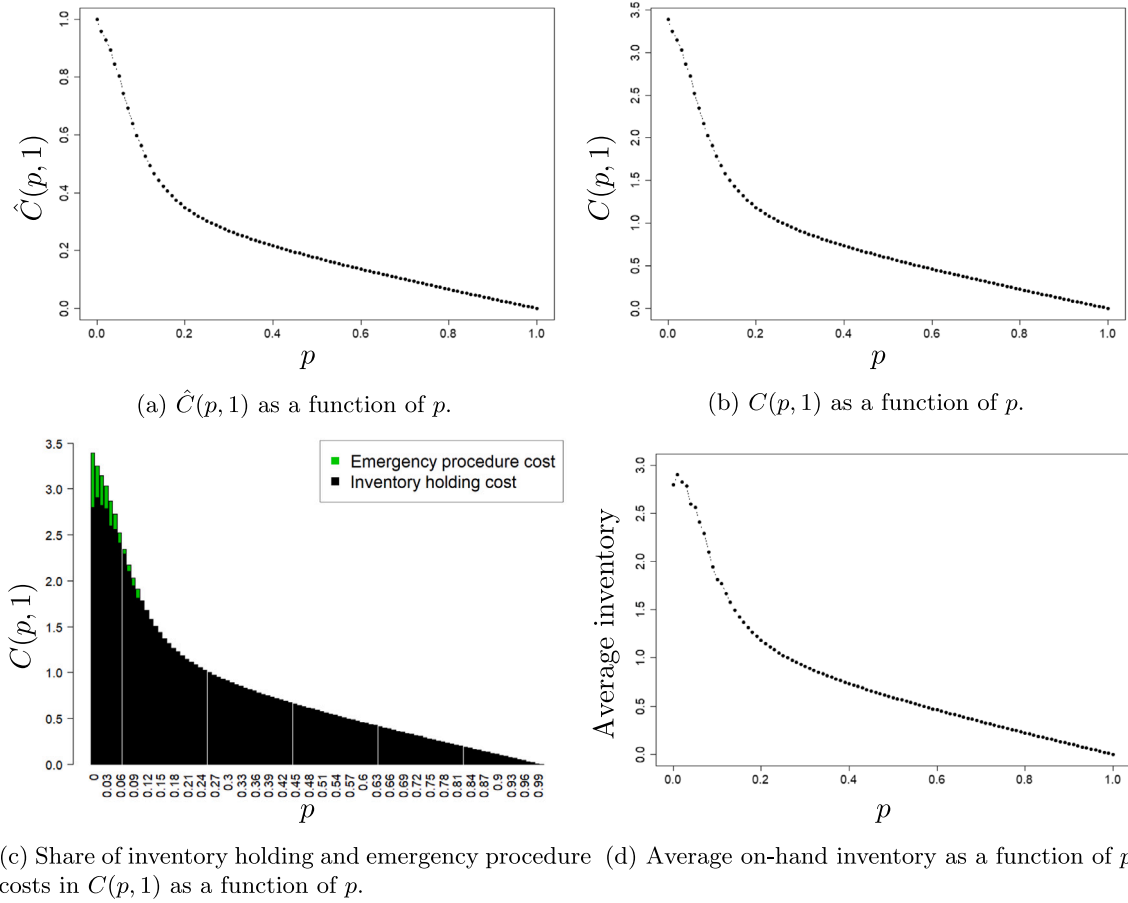 1.0
0.8
0.6
0.4
0.2
0.0
Ĉ(p, 1)
0.0 0.2 0.4 0.6 0.8 1.0
p
(a) Ĉ(p, 1) as a function of p.
3.5
3.0
2.5
2.0
1.5
1.0
0.5
0.0
C(p, 1)
0.0 0.2 0.4 0.6 0.8 1.0
p
(b) C(p, 1) as a function of p.
3.5
3.0
2.5
2.0
1.5
1.0
0.5
0.0
C(p, 1)
Emergency procedure cost
Inventory holding cost
0 0.03 0.06 0.09 0.12 0.15 0.18 0.21 0.24 0.27 0.3 0.33 0.36 0.39 0.42 0.45 0.48 0.51 0.54 0.57 0.6 0.63 0.66 0.69 0.72 0.75 0.78 0.81 0.84 0.87 0.9 0.93 0.96 0.99
p
(c) Share of inventory holding and emergency procedure
costs in C(p, 1) as a function of p.
3.0
2.5
2.0
1.5
1.0
0.5
0.0
Average inventory
0.0 0.2 0.4 0.6 0.8 1.0
p
(d) Average on-hand inventory as a function of p